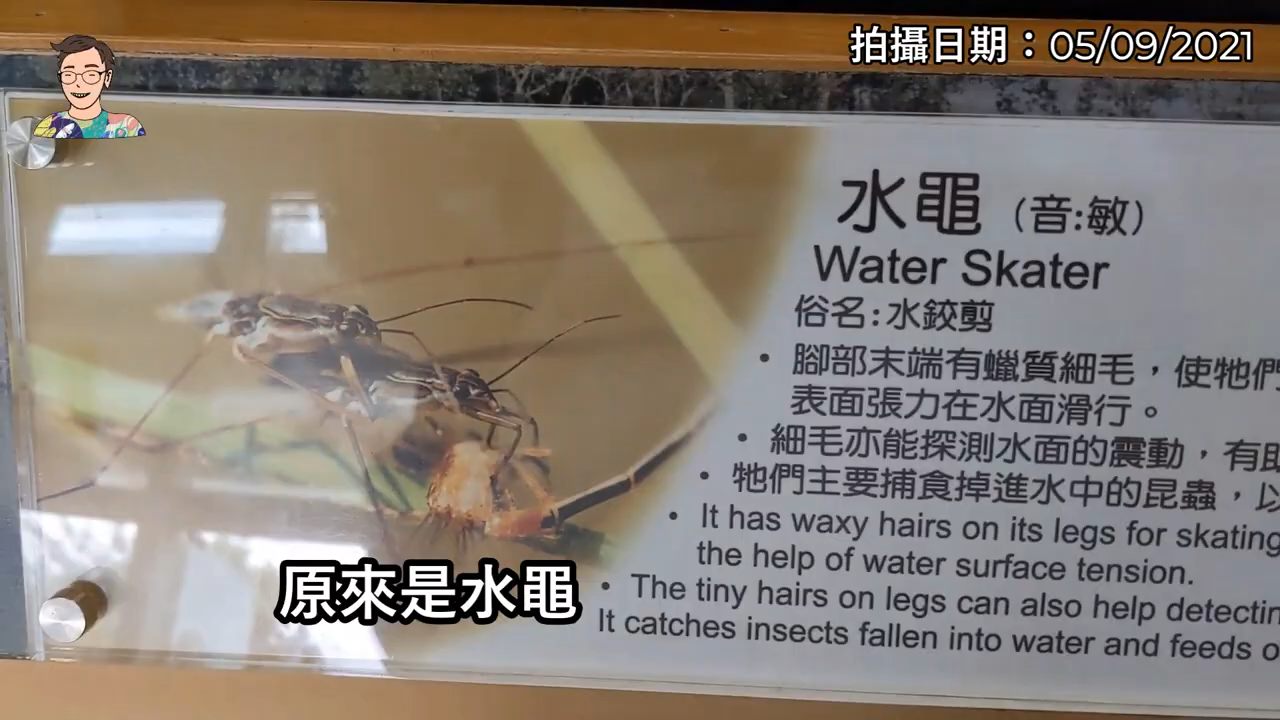 拍攝日期：05/09/2021
水黽（音:敏）
Water Skater
俗名:水鉸剪
• 腳部末端有蠟質細毛，使牠們
表面張力在水面滑行。
• 細毛亦能探測水面的震動，有助
• 牠們主要捕食掉進水中的昆蟲，以
• It has waxy hairs on its legs for skating
the help of water surface tension.
• The tiny hairs on legs can also help detectin
It catches insects fallen into water and feeds o
原來是水黽